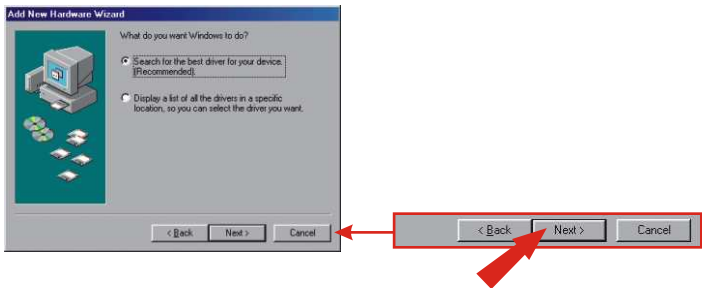 Add New Hardware Wizard
What do you want Windows to do?
Search for the best driver for your device.
(Recommended).
Display a list of all the drivers in a specific
location, so you can select the driver you want.
< Back Next > Cancel
< Back Next > Cancel